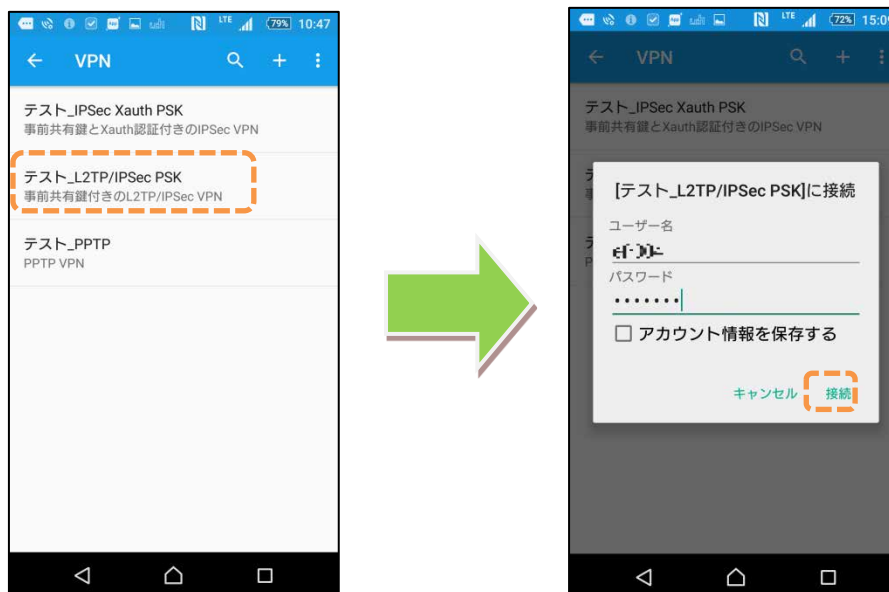 LTE 79% 10:47
VPN
テスト_IPSec Xauth PSK
事前共有鍵とXauth認証付きのIPSec VPN
テスト_L2TP/IPSec PSK
事前共有鍵付きのL2TP/IPSec VPN
テスト_PPTP
PPTP VPN
LTE 72% 15:09
VPN
テスト_IPSec Xauth PSK
事前共有鍵とXauth認証付きのIPSec VPN
[テスト_L2TP/IPSec PSK]に接続
ユーザー名
パスワード
アカウント情報を保存する
キャンセル 接続